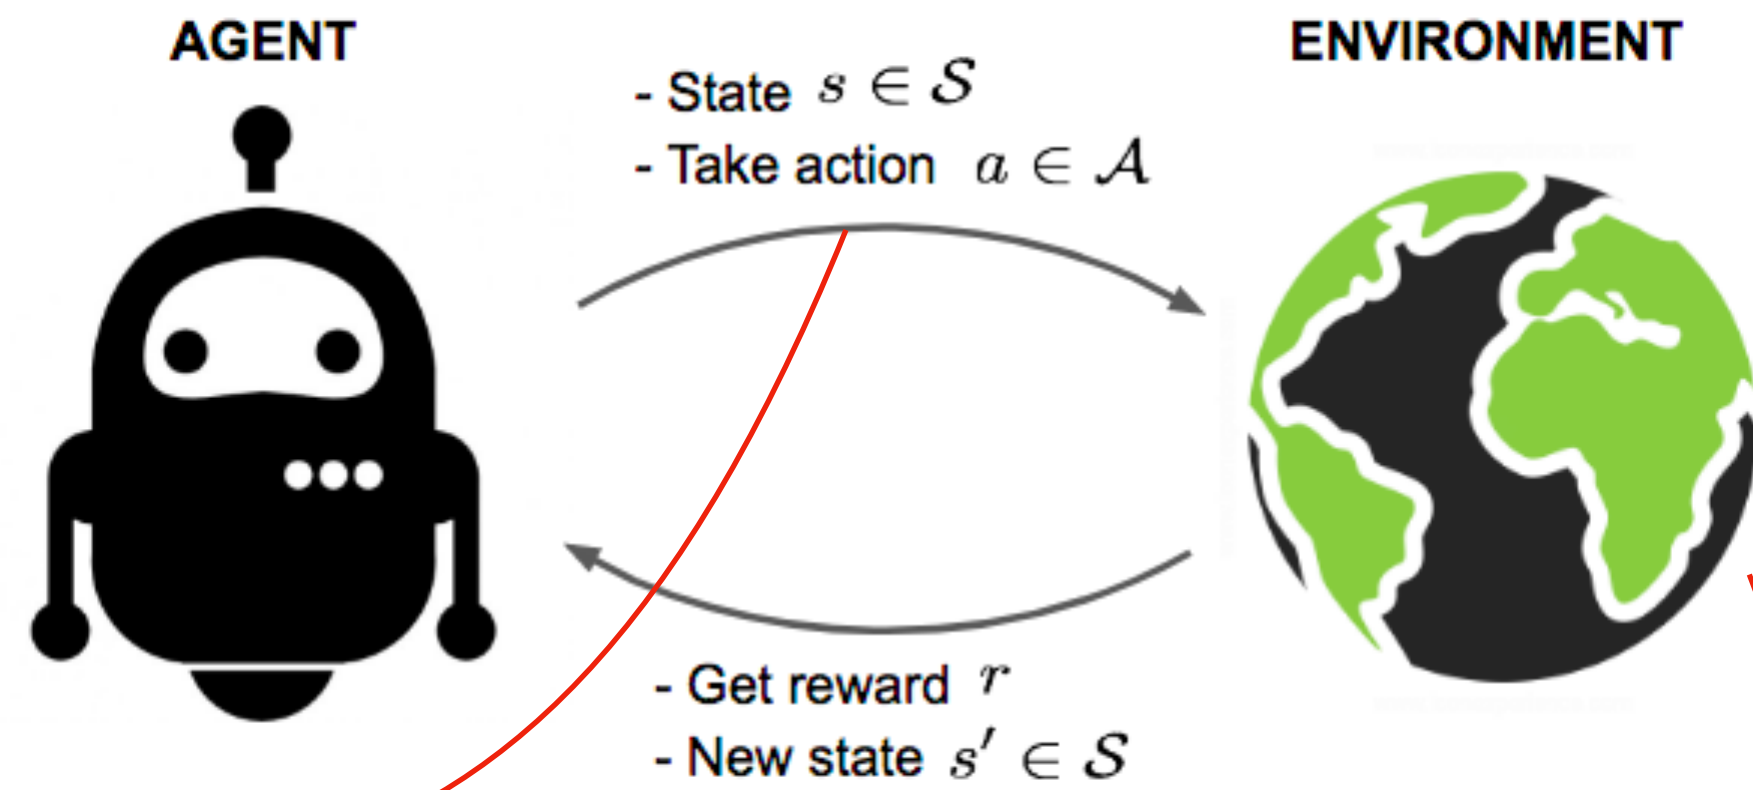 AGENT
ENVIRONMENT
- State s ∈ 𝒮
- Take action a ∈ 𝒜
- Get reward r
- New state s′ ∈ 𝒮